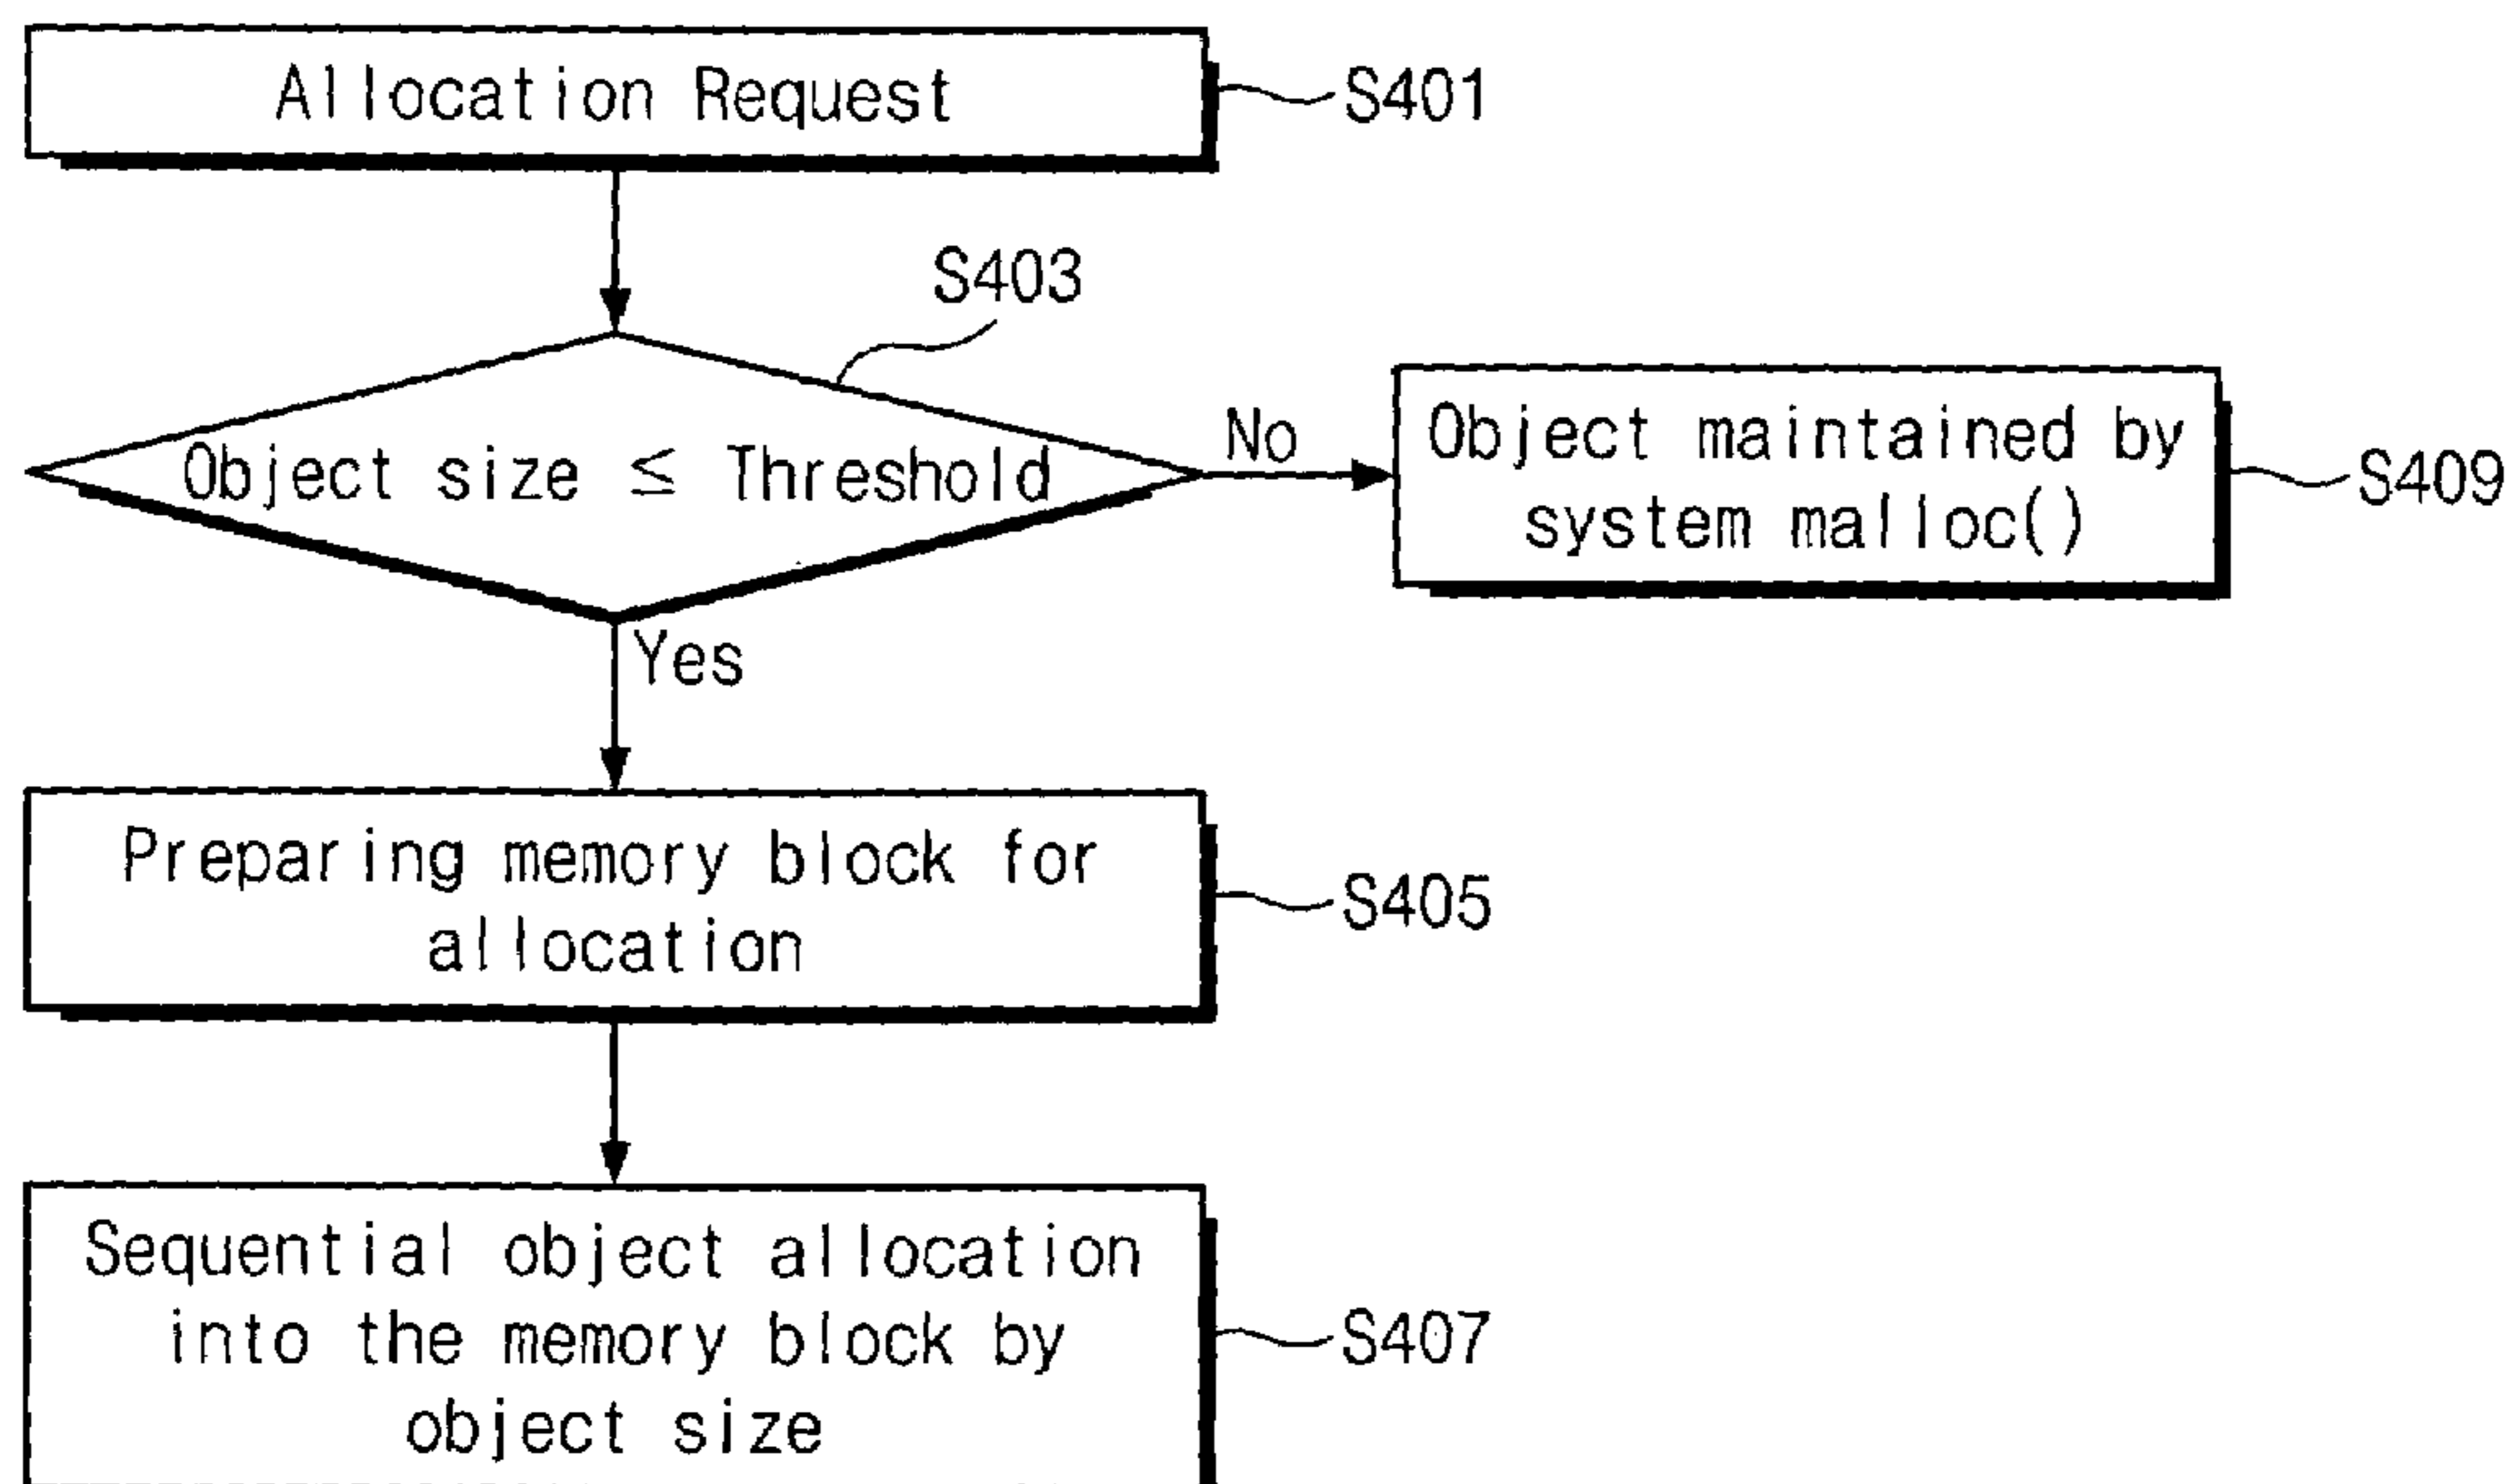 Allocation Request
S401
S403
Object size ≤ Threshold
No
Object maintained by
system malloc()
S409
Yes
Preparing memory block for
allocation
S405
Sequential object allocation
into the memory block by
object size
S407